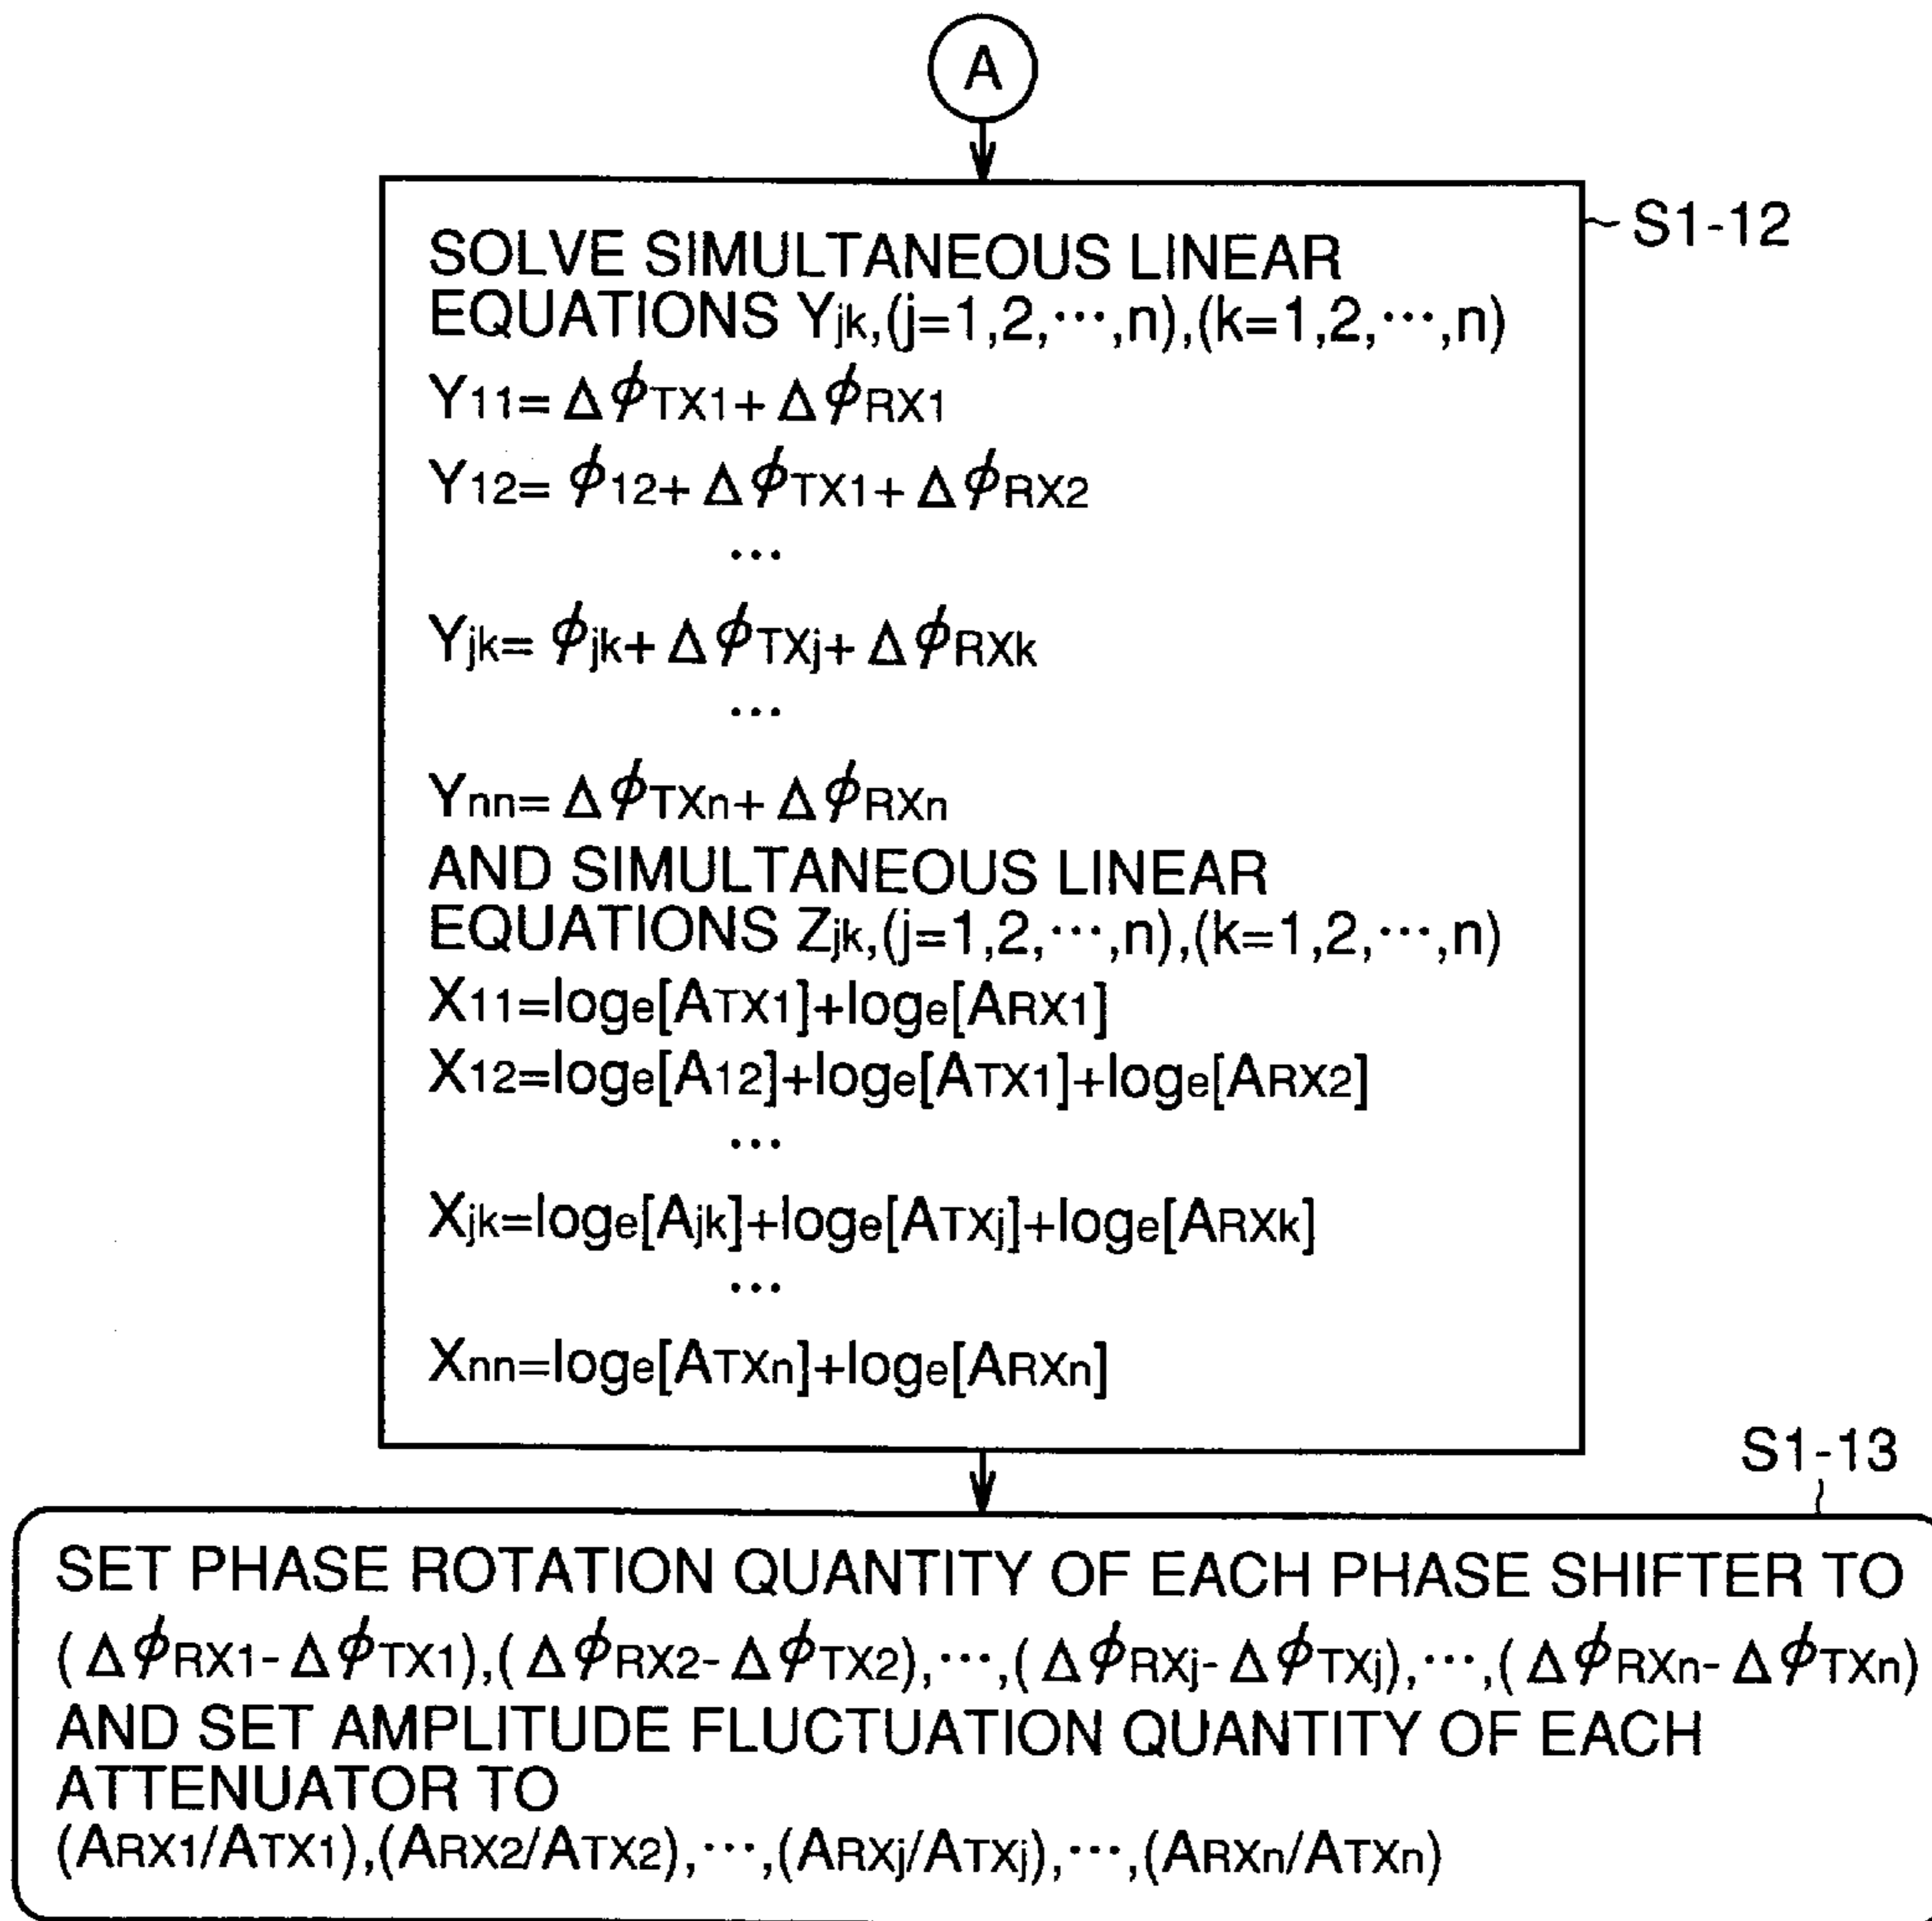 A
S1-12
SOLVE SIMULTANEOUS LINEAR
EQUATIONS Yjk,(j=1,2,⋯,n),(k=1,2,⋯,n)
Y11= ΔϕTX1+ ΔϕRX1
Y12= ϕ12+ ΔϕTX1+ ΔϕRX2
⋯
Yjk= ϕjk+ ΔϕTXj+ ΔϕRXk
⋯
Ynn= ΔϕTXn+ ΔϕRXn
AND SIMULTANEOUS LINEAR
EQUATIONS Zjk,(j=1,2,⋯,n),(k=1,2,⋯,n)
X11=loge[ATX1]+loge[ARX1]
X12=loge[A12]+loge[ATX1]+loge[ARX2]
⋯
Xjk=loge[Ajk]+loge[ATXj]+loge[ARXk]
⋯
Xnn=loge[ATXn]+loge[ARXn]
S1-13
SET PHASE ROTATION QUANTITY OF EACH PHASE SHIFTER TO
(ΔϕRX1-ΔϕTX1),(ΔϕRX2-ΔϕTX2),⋯,(ΔϕRXj-ΔϕTXj),⋯,(ΔϕRXn-ΔϕTXn)
AND SET AMPLITUDE FLUCTUATION QUANTITY OF EACH
ATTENUATOR TO
(ARX1/ATX1),(ARX2/ATX2),⋯,(ARXj/ATXj),⋯,(ARXn/ATXn)